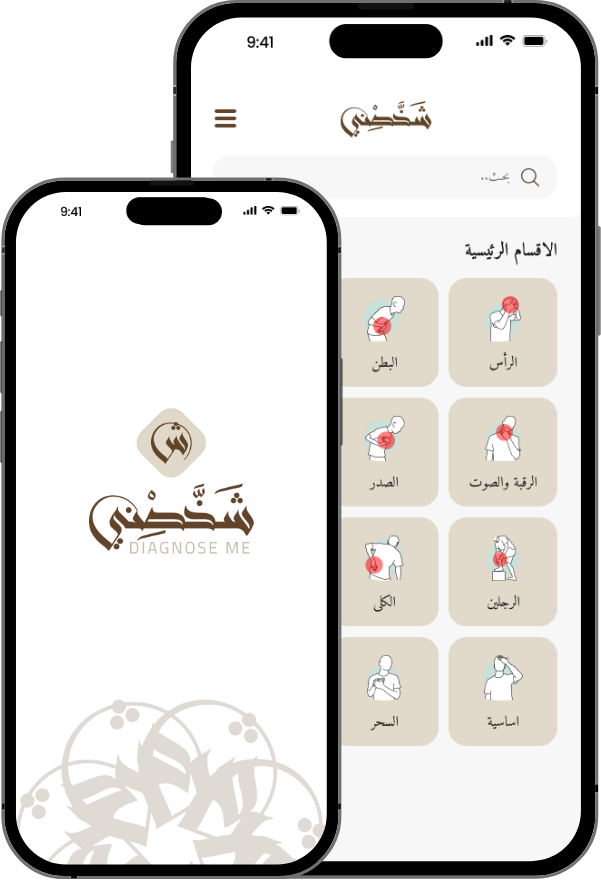 9:41
شَخِّصْني
بحث..
الاقسام الرئيسية
الرأس
البطن
الرقبة والصوت
الصدر
الرجلين
الكلى
اساسية
السحر
9:41
ش
شَخِّصْني
DIAGNOSE ME